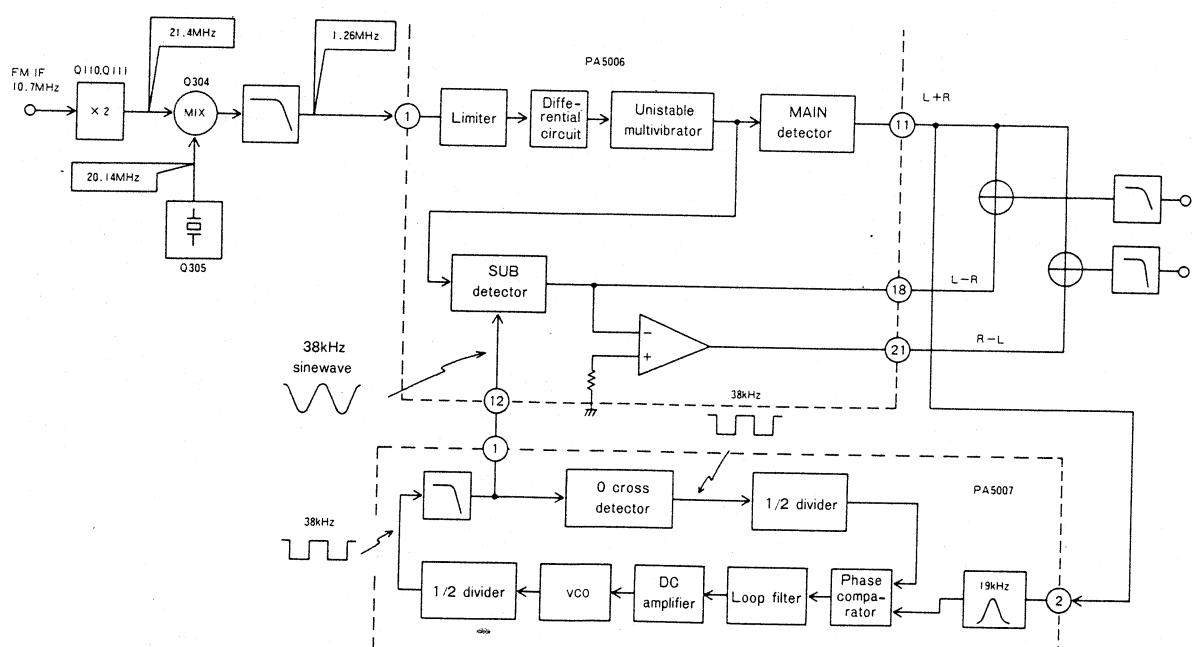 21.4MHz
1.26MHz
FM IF
10.7MHz
Q110,Q111
× 2
Q304
MIX
20.14MHz
Q305
PA5006
1
Limiter
Diffe-
rential
circuit
Unistable
multivibrator
MAIN
detector
11
L+R
SUB
detector
18
L−R
−
+
21
R−L
38kHz
sinewave
12
38kHz
1
PA5007
0 cross
detector
1/2 divider
38kHz
1/2 divider
VCO
DC
amplifier
Loop filter
Phase
compa-
rator
19kHz
2